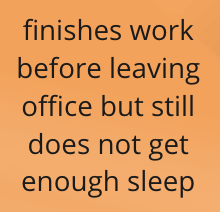 finishes work
before leaving
office but still
does not get
enough sleep